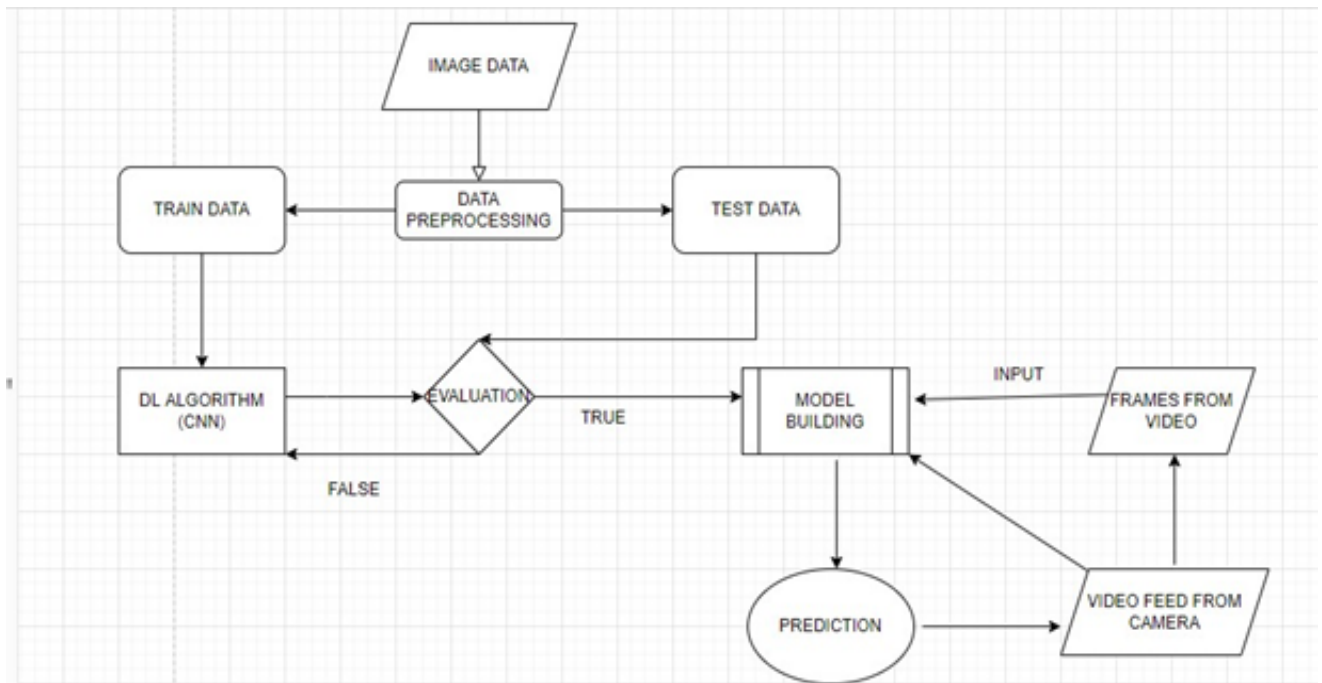 IMAGE DATA
TRAIN DATA
DATA
PREPROCESSING
TEST DATA
DL ALGORITHM
(CNN)
EVALUATION
TRUE
FALSE
MODEL
BUILDING
INPUT
FRAMES FROM
VIDEO
PREDICTION
VIDEO FEED FROM
CAMERA